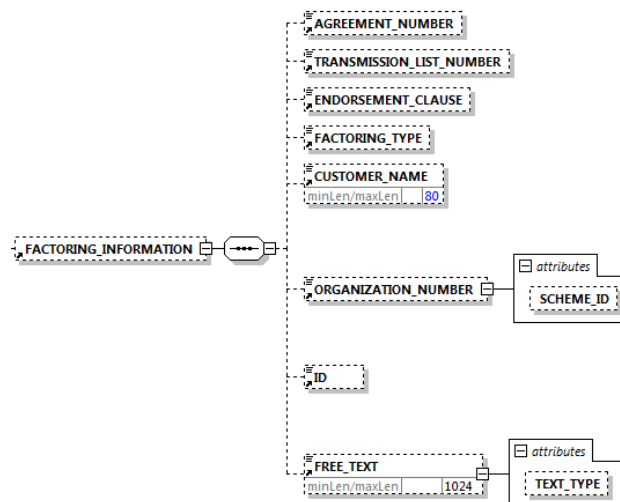 AGREEMENT_NUMBER
TRANSMISSION_LIST_NUMBER
ENDORSEMENT_CLAUSE
FACTORING_TYPE
CUSTOMER_NAME
minLen/maxLen 80
FACTORING_INFORMATION
attributes
ORGANIZATION_NUMBER
SCHEME_ID
ID
attributes
FREE_TEXT
minLen/maxLen 1024
TEXT_TYPE